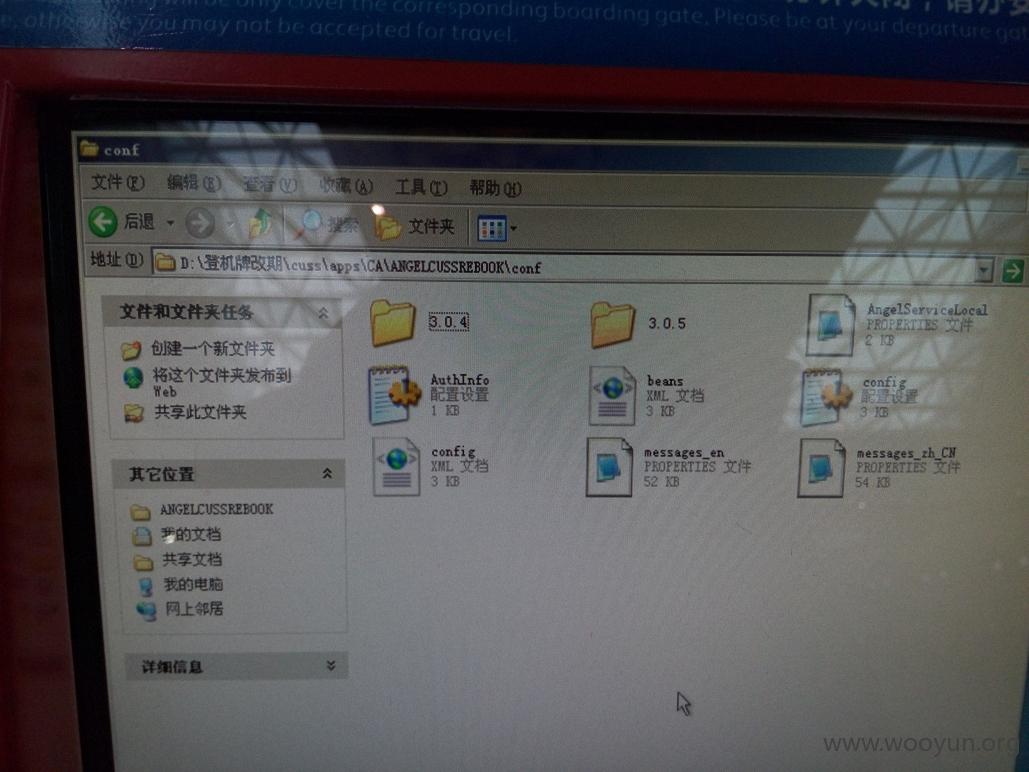 will be only cover the corresponding boarding gate. Please be at your departure gat
e, otherwise you may not be accepted for travel.
conf
文件(F) 编辑(E) 查看(V) 收藏(A) 工具(T) 帮助(H)
后退 搜索 文件夹
地址(D) D:\登机牌改期\cuss\apps\CA\ANGELCUSSREBOOK\conf
文件和文件夹任务
创建一个新文件夹
将这个文件夹发布到
Web
共享此文件夹
其它位置
ANGELCUSSREBOOK
我的文档
共享文档
我的电脑
网上邻居
详细信息
3.0.4
3.0.5
AngelServiceLocal
PROPERTIES 文件
2 KB
AuthInfo
配置设置
1 KB
beans
XML 文档
3 KB
config
配置设置
3 KB
config
XML 文档
3 KB
messages_en
PROPERTIES 文件
52 KB
messages_zh_CN
PROPERTIES 文件
54 KB
www.wooyun.org